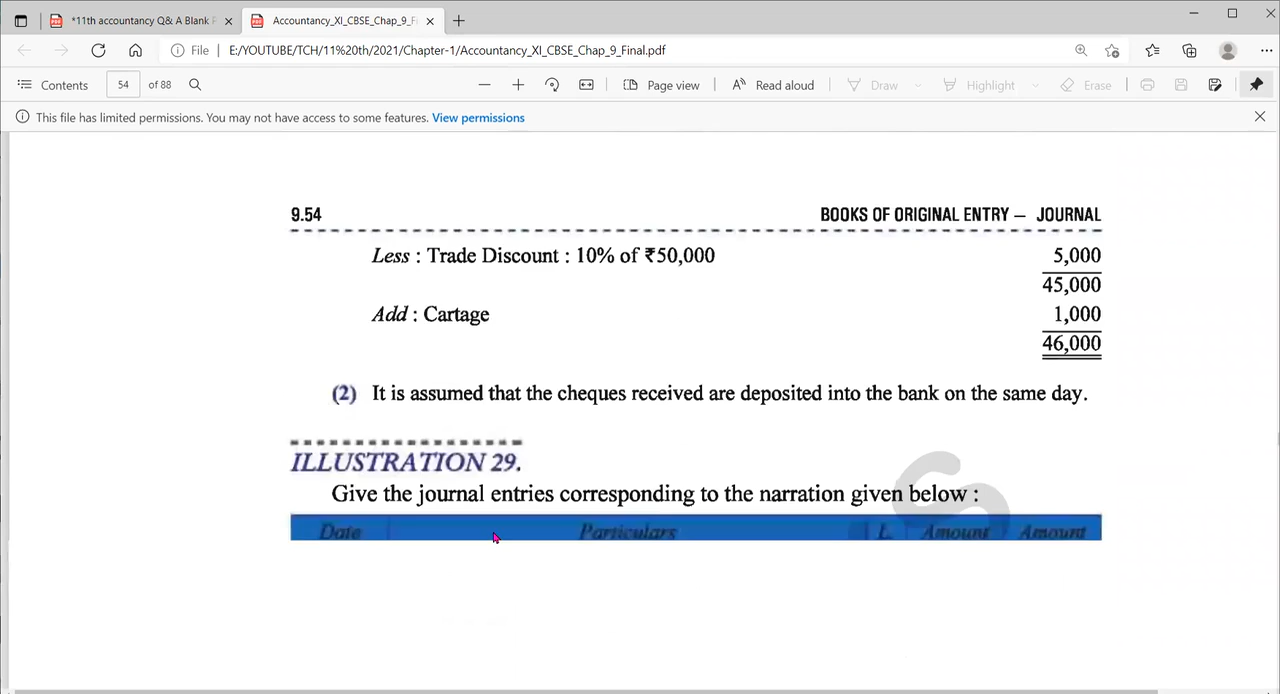 *11th accountancy Q& A Blank P
Accountancy_XI_CBSE_Chap_9_Fi
File E:/YOUTUBE/TCH/11%20th/2021/Chapter-1/Accountancy_XI_CBSE_Chap_9_Final.pdf
Contents 54 of 88 Page view Read aloud Draw Highlight Erase
This file has limited permissions. You may not have access to some features. View permissions
9.54 BOOKS OF ORIGINAL ENTRY – JOURNAL
Less : Trade Discount : 10% of ₹50,000 5,000
45,000
Add : Cartage 1,000
46,000
(2) It is assumed that the cheques received are deposited into the bank on the same day.
ILLUSTRATION 29.
Give the journal entries corresponding to the narration given below :
Date Particulars L. Amount Amount
S